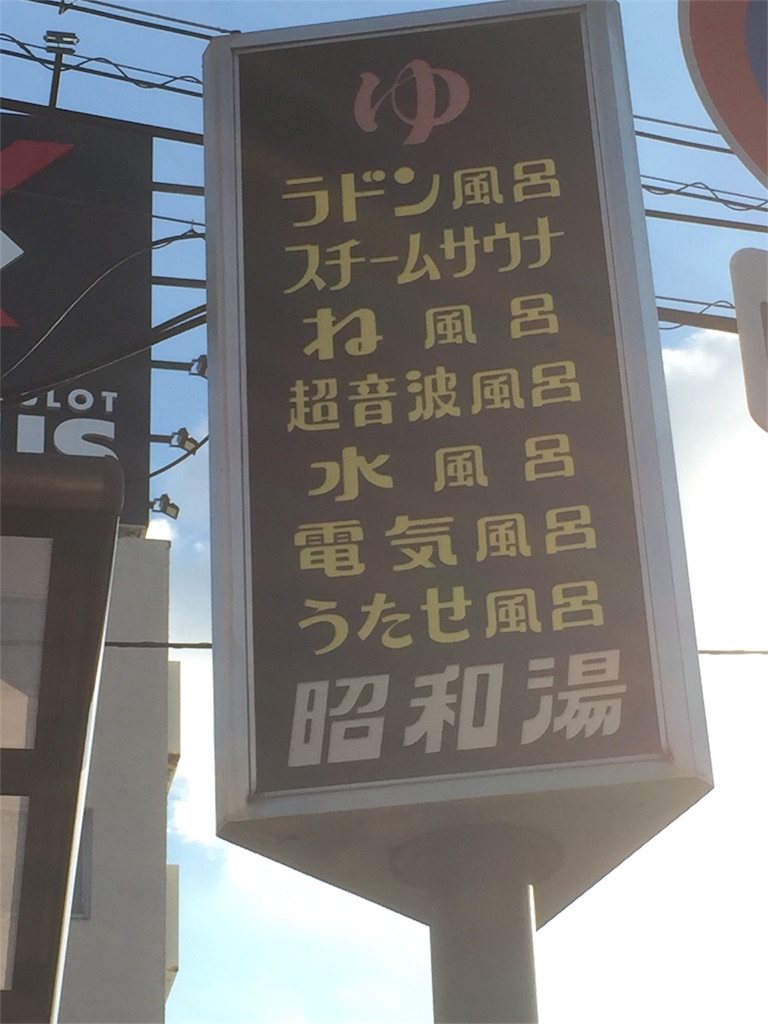 ゆ
ラドン風呂
スチームサウナ
ね風呂
超音波風呂
水風呂
電気風呂
うたせ風呂
昭和湯
SLOT